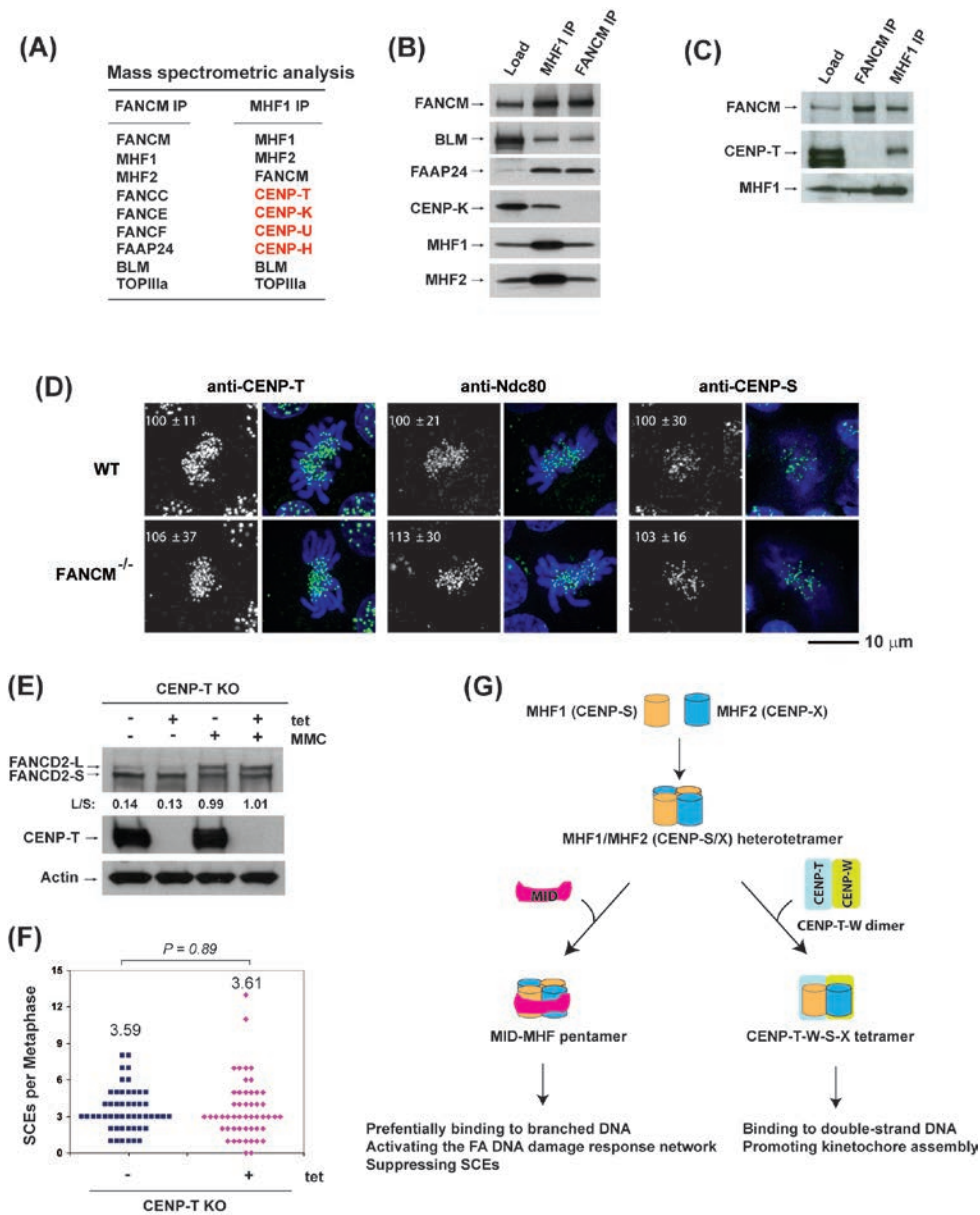 (A)
Mass spectrometric analysis
FANCM IP MHF1 IP
FANCM MHF1
MHF1 MHF2
MHF2 FANCM
FANCC CENP-T
FANCE CENP-K
FANCF CENP-U
FAAP24 CENP-H
BLM BLM
TOPIIIa TOPIIIa
(B)
Load MHF1 IP FANCM IP
FANCM
BLM
FAAP24
CENP-K
MHF1
MHF2
(C)
Load FANCM IP MHF1 IP
FANCM
CENP-T
MHF1
(D)
anti-CENP-T anti-Ndc80 anti-CENP-S
WT
100 ± 11 100 ± 21 100 ± 30
FANCM-/-
106 ± 37 113 ± 30 103 ± 16
10 μm
(E)
CENP-T KO
- + - + tet
- - + + MMC
FANCD2-L
FANCD2-S
L/S: 0.14 0.13 0.99 1.01
CENP-T
Actin
(F)
P = 0.89
SCEs per Metaphase
15
12
9
6
3
0
3.59 3.61
- + tet
CENP-T KO
(G)
MHF1 (CENP-S) MHF2 (CENP-X)
MHF1/MHF2 (CENP-S/X) heterotetramer
MID
CENP-T CENP-W
CENP-T-W dimer
MID-MHF pentamer
CENP-T-W-S-X tetramer
Prefentially binding to branched DNA
Activating the FA DNA damage response network
Suppressing SCEs
Binding to double-strand DNA
Promoting kinetochore assembly